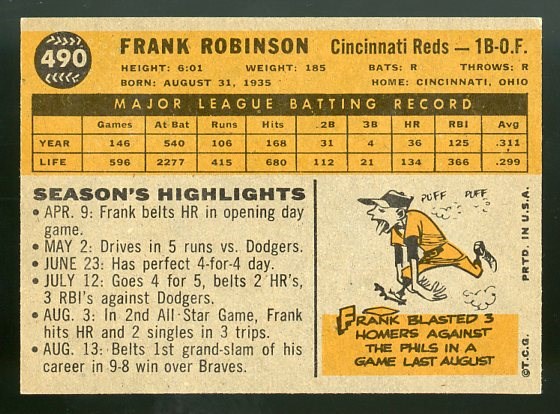 490
FRANK ROBINSON Cincinnati Reds — 1B-O.F.
HEIGHT: 6:01 WEIGHT: 185 BATS: R THROWS: R
BORN: AUGUST 31, 1935 HOME: CINCINNATI, OHIO
MAJOR LEAGUE BATTING RECORD
Games At Bat Runs Hits 2B 3B HR RBI Avg
YEAR 146 540 106 168 31 4 36 125 .311
LIFE 596 2277 415 680 112 21 134 366 .299
SEASON'S HIGHLIGHTS
• APR. 9: Frank belts HR in opening day
game.
• MAY 2: Drives in 5 runs vs. Dodgers.
• JUNE 23: Has perfect 4-for-4 day.
• JULY 12: Goes 4 for 5, belts 2 HR's,
3 RBI's against Dodgers.
• AUG. 3: In 2nd All-Star Game, Frank
hits HR and 2 singles in 3 trips.
• AUG. 13: Belts 1st grand-slam of his
career in 9-8 win over Braves.
PUFF PUFF
FRANK BLASTED 3
HOMERS AGAINST
THE PHILS IN A
GAME LAST AUGUST
©T.C.G. PRTD. IN U.S.A.